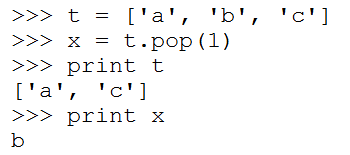 >>> t = ['a', 'b', 'c']
>>> x = t.pop(1)
>>> print t
['a', 'c']
>>> print x
b